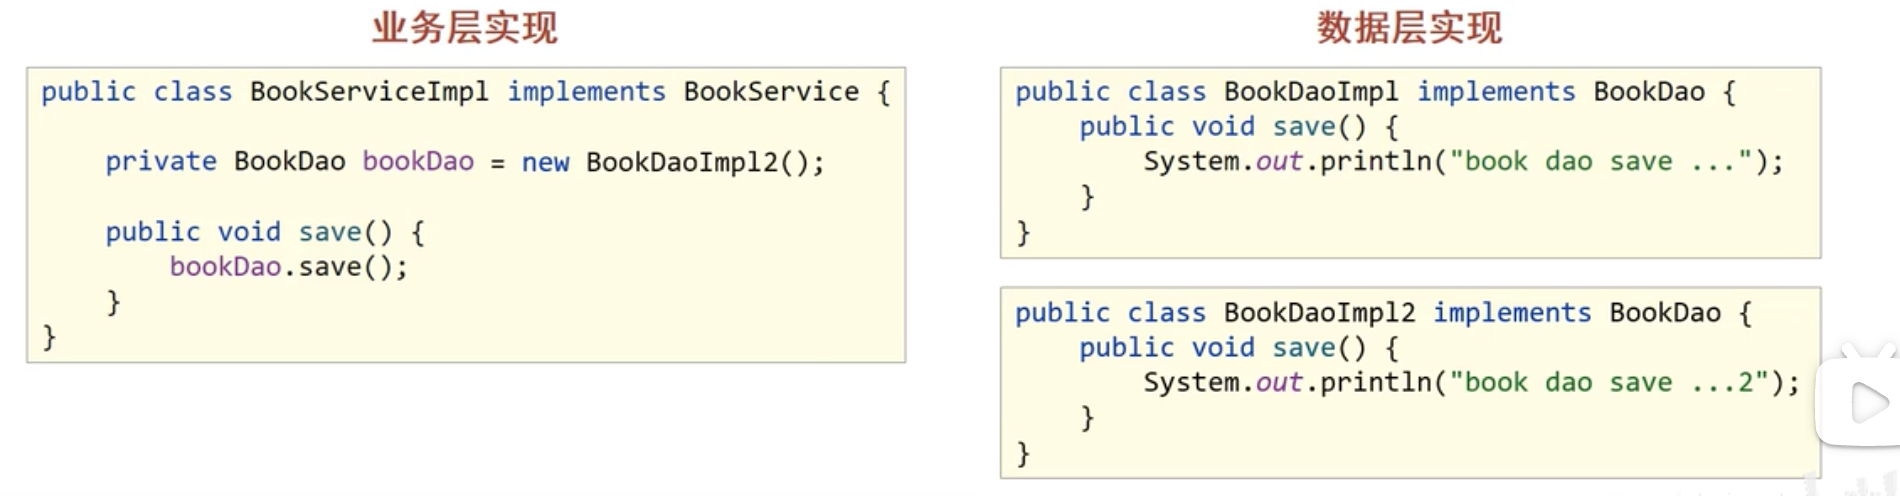 业务层实现
public class BookServiceImpl implements BookService {
private BookDao bookDao = new BookDaoImpl2();
public void save() {
bookDao.save();
}
}
数据层实现
public class BookDaoImpl implements BookDao {
public void save() {
System.out.println("book dao save ...");
}
}
public class BookDaoImpl2 implements BookDao {
public void save() {
System.out.println("book dao save ...2");
}
}